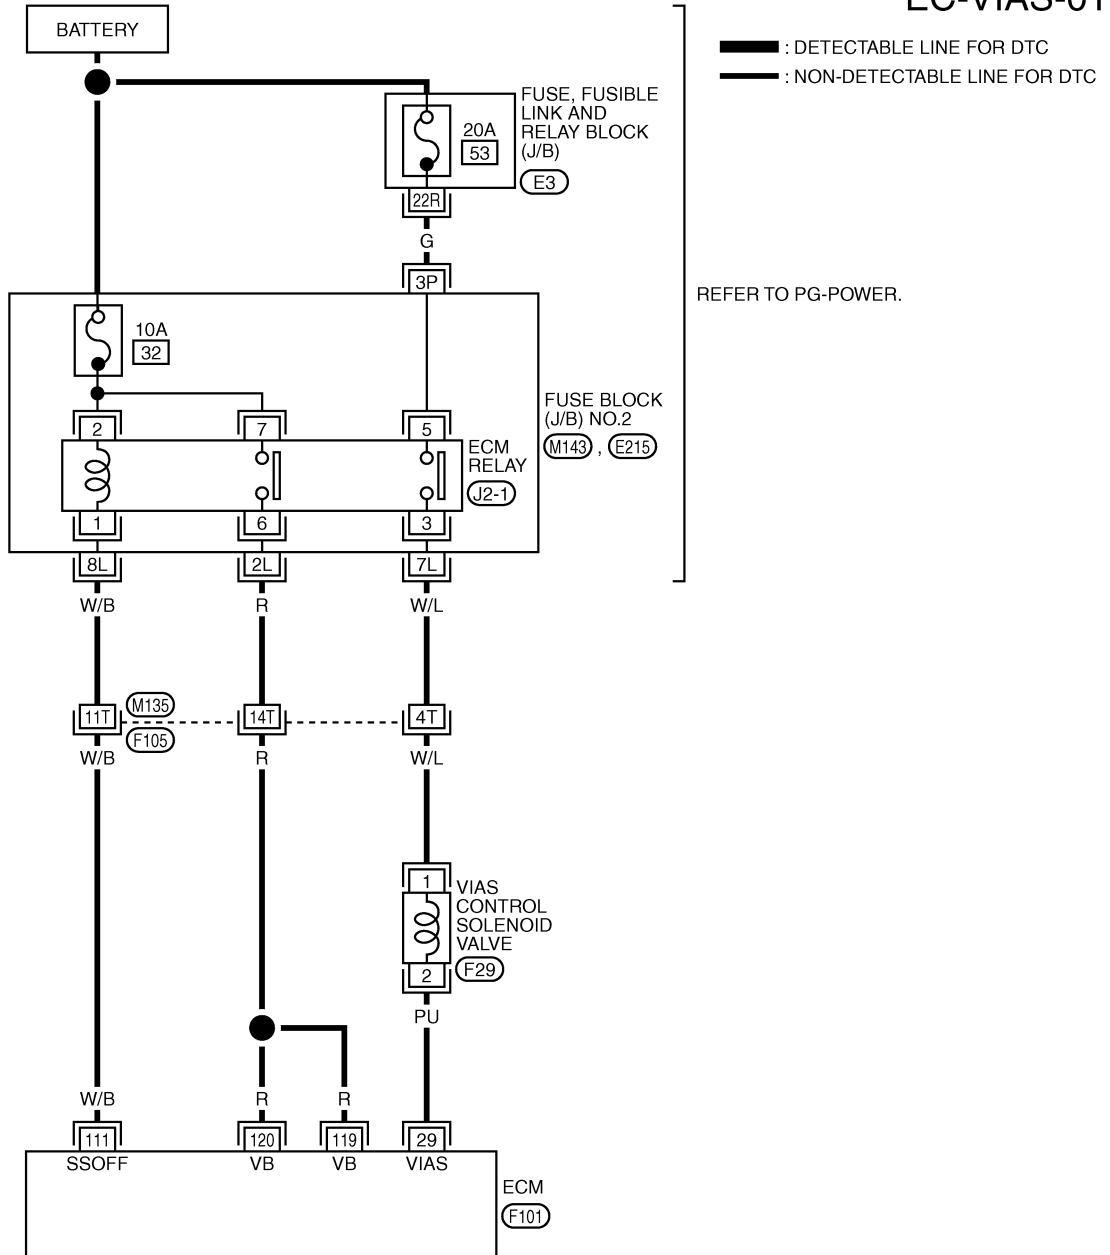 EC-VIAS-01
BATTERY
: DETECTABLE LINE FOR DTC
: NON-DETECTABLE LINE FOR DTC
FUSE, FUSIBLE
LINK AND
RELAY BLOCK
(J/B)
E3
20A
53
22R
G
3P
REFER TO PG-POWER.
10A
32
FUSE BLOCK
(J/B) NO.2
M143 , E215
2
7
5
ECM
RELAY
J2-1
1
6
3
8L
2L
7L
W/B
R
W/L
M135
11T
14T
4T
F105
W/B
R
W/L
1
VIAS
CONTROL
SOLENOID
VALVE
F29
2
PU
W/B
R
R
111
120
119
29
SSOFF
VB
VB
VIAS
ECM
F101